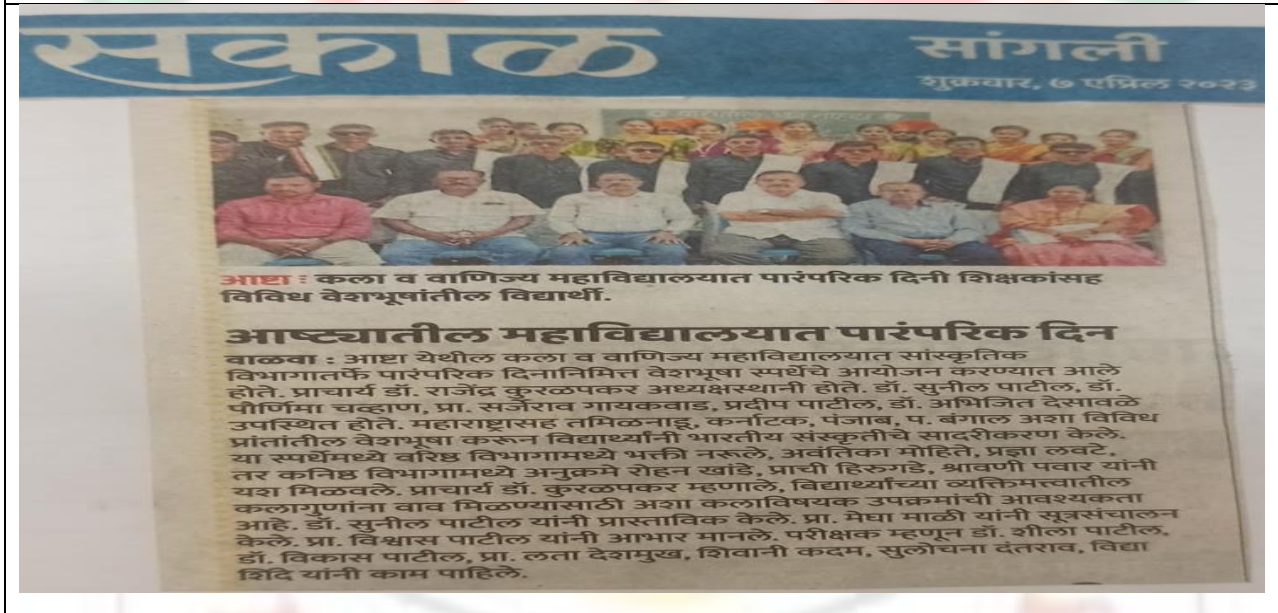 सकाळ
सांगली
शुक्रवार, ७ एप्रिल २०२३
आष्टा : कला व वाणिज्य महाविद्यालयात पारंपरिक दिनी शिक्षकांसह
विविध वेशभूषांतील विद्यार्थी.
आष्ट्यातील महाविद्यालयात पारंपरिक दिन
वाळवा : आष्टा येथील कला व वाणिज्य महाविद्यालयात सांस्कृतिक
विभागातर्फे पारंपरिक दिनानिमित्त वेशभूषा स्पर्धेचे आयोजन करण्यात आले
होते. प्राचार्य डॉ. राजेंद्र कुरळपकर अध्यक्षस्थानी होते. डॉ. सुनील पाटील, डॉ.
पौर्णिमा चव्हाण, प्रा. सर्जेराव गायकवाड, प्रदीप पाटील, डॉ. अभिजित देसावळे
उपस्थित होते. महाराष्ट्रासह तमिळनाडू, कर्नाटक, पंजाब, प. बंगाल अशा विविध
प्रांतांतील वेशभूषा करून विद्यार्थ्यांनी भारतीय संस्कृतीचे सादरीकरण केले.
या स्पर्धेमध्ये वरिष्ठ विभागामध्ये भक्ती नरूले, अवंतिका मोहिते, प्रज्ञा लवटे,
तर कनिष्ठ विभागामध्ये अनुक्रमे रोहन खांडे, प्राची हिरुगडे, श्रावणी पवार यांनी
यश मिळवले. प्राचार्य डॉ. कुरळपकर म्हणाले, विद्यार्थ्यांच्या व्यक्तिमत्त्वातील
कलागुणांना वाव मिळण्यासाठी अशा कलाविषयक उपक्रमांची आवश्यकता
आहे. डॉ. सुनील पाटील यांनी प्रास्ताविक केले. प्रा. मेघा माळी यांनी सूत्रसंचालन
केले. प्रा. विश्वास पाटील यांनी आभार मानले. परीक्षक म्हणून डॉ. शीला पाटील,
डॉ. विकास पाटील, प्रा. लता देशमुख, शिवानी कदम, सुलोचना दंतराव, विद्या
शिंदे यांनी काम पाहिले.